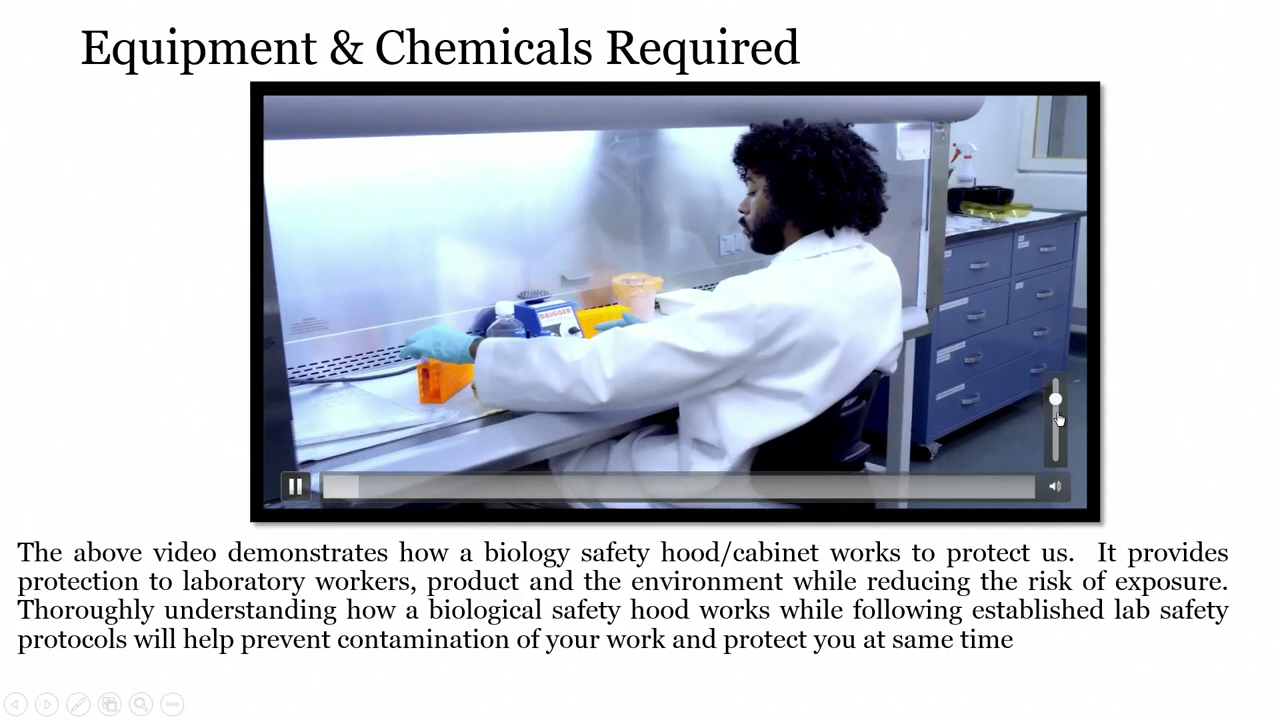 Equipment & Chemicals Required
DAIGGER
The above video demonstrates how a biology safety hood/cabinet works to protect us.  It provides
protection to laboratory workers, product and the environment while reducing the risk of exposure.
Thoroughly understanding how a biological safety hood works while following established lab safety
protocols will help prevent contamination of your work and protect you at same time